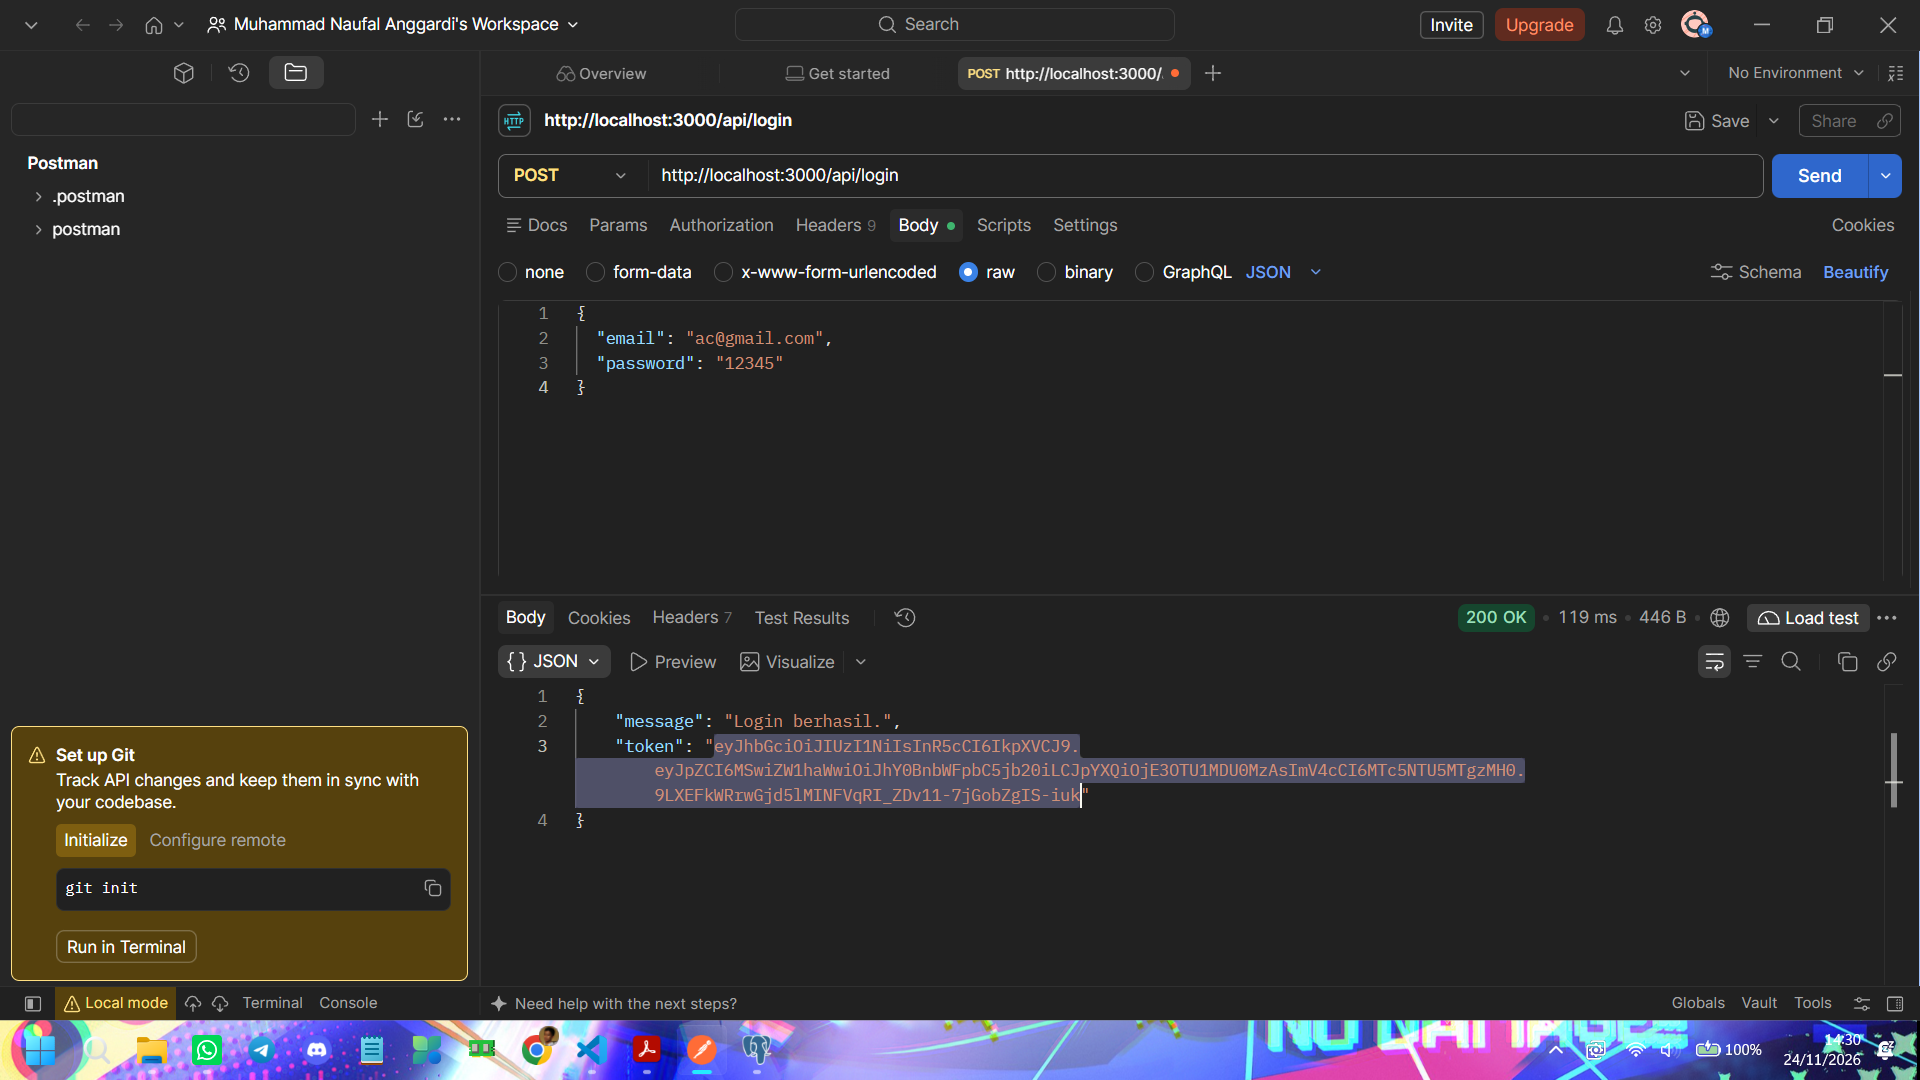 Muhammad Naufal Anggardi's Workspace
Search
Invite
Upgrade
Overview
Get started
POST http://localhost:3000/.
No Environment
HTTP
http://localhost:3000/api/login
Save
Share
Postman
.postman
postman
POST
http://localhost:3000/api/login
Send
Docs
Params
Authorization
Headers 9
Body
Scripts
Settings
Cookies
none
form-data
x-www-form-urlencoded
raw
binary
GraphQL
JSON
Schema
Beautify
1 {
2 "email": "ac@gmail.com",
3 "password": "12345"
4 }
Body
Cookies
Headers 7
Test Results
200 OK
119 ms
446 B
Load test
{} JSON
Preview
Visualize
1 {
2 "message": "Login berhasil.",
3 "token": "eyJhbGciOiJIUzI1NiIsInR5cCI6IkpXVCJ9.
eyJpZCI6MSwiZW1haWwiOiJhY0BnbWFpbC5jb20iLCJpYXQiOjE3OTU1MDU0MzAsImV4cCI6MTc5NTU5MTgzMH0.
9LXEFkWRrwGjd5lMINFVqRI_ZDv11-7jGobZgIS-iuk"
4 }
Set up Git
Track API changes and keep them in sync with
your codebase.
Initialize
Configure remote
git init
Run in Terminal
Local mode
Terminal
Console
Need help with the next steps?
Globals
Vault
Tools
100%
14:30
24/11/2026